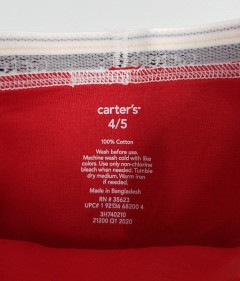 carter's®
4/5
100% Cotton
Wash before use.
Machine wash cold with like
colors. Use only non-chlorine
bleach when needed. Tumble
dry medium. Warm iron
if needed.
Made in Bangladesh
RN # 35623
UPC# 1 92136 68200 4
3H740210
21200 Q1 2020